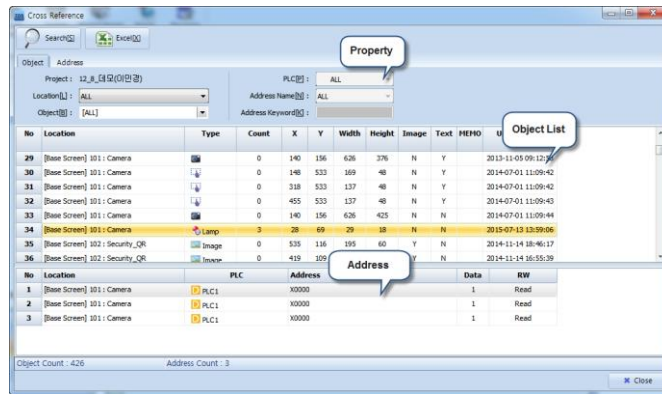 Cross Reference
Search[S] Excel[X]
Object Address
Property
Project : 12_8_데모(이민경) PLC[P] : ALL
Location[L] : ALL Address Name[N] : ALL
Object[B] : [ALL] Address Keyword[K] :
Object List
No Location Type Count X Y Width Height Image Text MEMO U
29 [Base Screen] 101 : Camera 0 140 156 626 376 N Y 2013-11-05 09:12:
30 [Base Screen] 101 : Camera 0 148 533 169 48 N Y 2014-07-01 11:09:42
31 [Base Screen] 101 : Camera 0 318 533 137 48 N Y 2014-07-01 11:09:42
32 [Base Screen] 101 : Camera 0 455 533 137 48 N Y 2014-07-01 11:09:43
33 [Base Screen] 101 : Camera 0 140 156 626 425 N N 2014-07-01 11:09:44
34 [Base Screen] 101 : Camera Lamp 3 28 69 29 18 N N 2015-07-13 13:59:06
35 [Base Screen] 102 : Security_QR Image 0 535 116 195 60 Y N 2014-11-14 18:46:17
36 [Base Screen] 102 : Security_QR Image 0 419 109 Y N 2014-11-14 16:55:39
Address
No Location PLC Address Data RW
1 [Base Screen] 101 : Camera PLC1 X0000 1 Read
2 [Base Screen] 101 : Camera PLC1 X0000 1 Read
3 [Base Screen] 101 : Camera PLC1 X0000 1 Read
Object Count : 426 Address Count : 3
Close